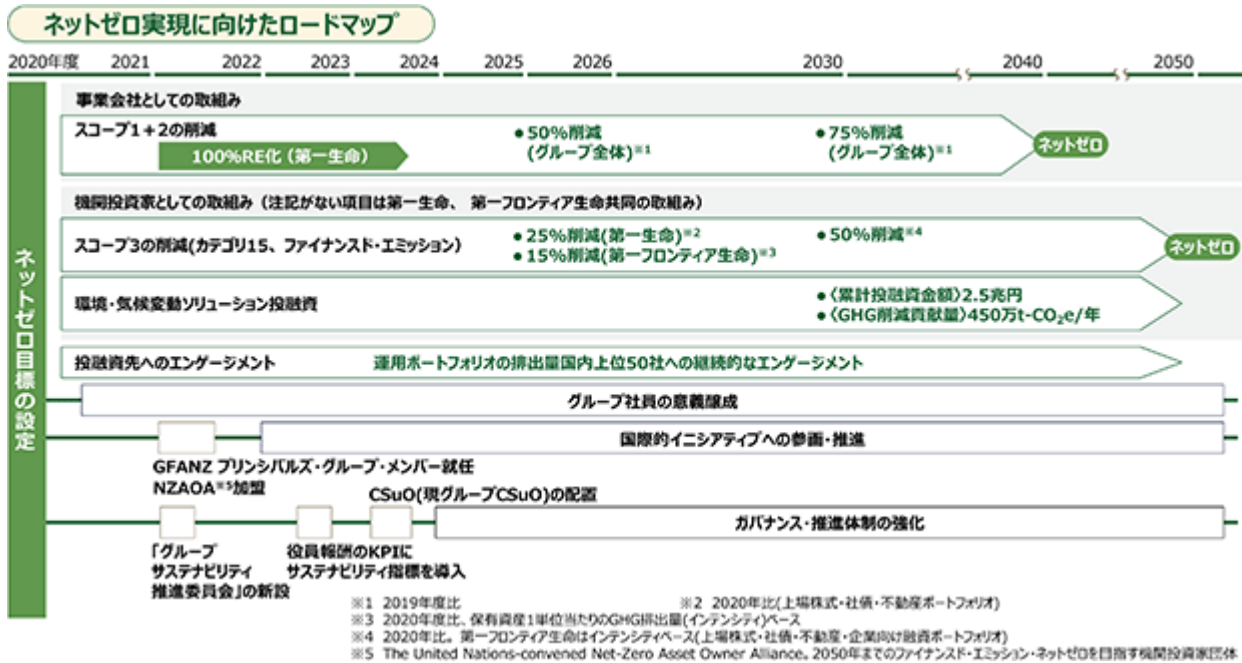 ネットゼロ実現に向けたロードマップ
2020年度 2021 2022 2023 2024 2025 2026 2030 2040 2050
ネットゼロ目標の設定
事業会社としての取組み
スコープ1+2の削減
100%RE化(第一生命)
●50%削減
(グループ全体)※1
●75%削減
(グループ全体)※1
ネットゼロ
機関投資家としての取組み(注記がない項目は第一生命、第一フロンティア生命共同の取組み)
スコープ3の削減(カテゴリ15、ファイナンスド・エミッション)
●25%削減(第一生命)※2
●15%削減(第一フロンティア生命)※3
●50%削減※4
ネットゼロ
環境・気候変動ソリューション投融資
●〈累計投融資金額〉2.5兆円
●〈GHG削減貢献量〉450万t-CO₂e/年
投融資先へのエンゲージメント 運用ポートフォリオの排出量国内上位50社への継続的なエンゲージメント
グループ社員の意義醸成
国際的イニシアティブへの参画・推進
GFANZ プリンシパルズ・グループ・メンバー就任
NZAOA※5加盟
CSuO(現グループCSuO)の配置
ガバナンス・推進体制の強化
「グループ
サステナビリティ
推進委員会」の新設
役員報酬のKPIに
サステナビリティ指標を導入
※1 2019年度比 ※2 2020年比(上場株式・社債・不動産ポートフォリオ)
※3 2020年度比、保有資産1単位当たりのGHG排出量(インテンシティ)ベース
※4 2020年比。第一フロンティア生命はインテンシティベース(上場株式・社債・不動産・企業向け融資ポートフォリオ)
※5 The United Nations-convened Net-Zero Asset Owner Alliance。2050年までのファイナンスド・エミッション・ネットゼロを目指す機関投資家団体